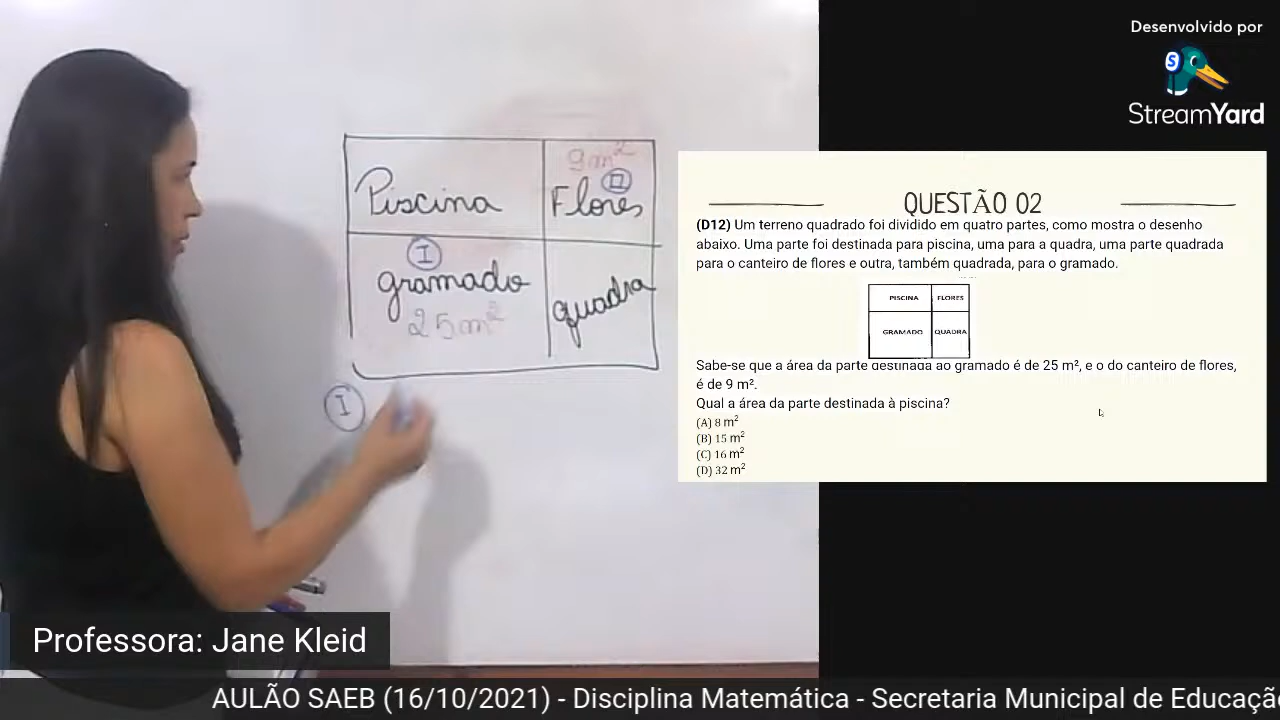 Desenvolvido por
S
StreamYard
9m²
Piscina
Flores
II
I
gramado
25m²
quadra
I
QUESTÃO 02
(D12) Um terreno quadrado foi dividido em quatro partes, como mostra o desenho
abaixo. Uma parte foi destinada para piscina, uma para a quadra, uma parte quadrada
para o canteiro de flores e outra, também quadrada, para o gramado.
PISCINA
FLORES
GRAMADO
QUADRA
Sabe-se que a área da parte destinada ao gramado é de 25 m², e o do canteiro de flores,
é de 9 m².
Qual a área da parte destinada à piscina?
(A) 8 m²
(B) 15 m²
(C) 16 m²
(D) 32 m²
Professora: Jane Kleid
AULÃO SAEB (16/10/2021) - Disciplina Matemática - Secretaria Municipal de Educaçã